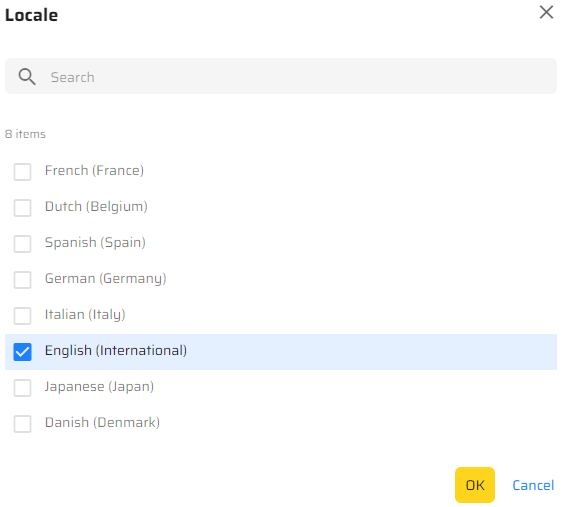 Locale
Search
8 items
French (France)
Dutch (Belgium)
Spanish (Spain)
German (Germany)
Italian (Italy)
English (International)
Japanese (Japan)
Danish (Denmark)
OK Cancel